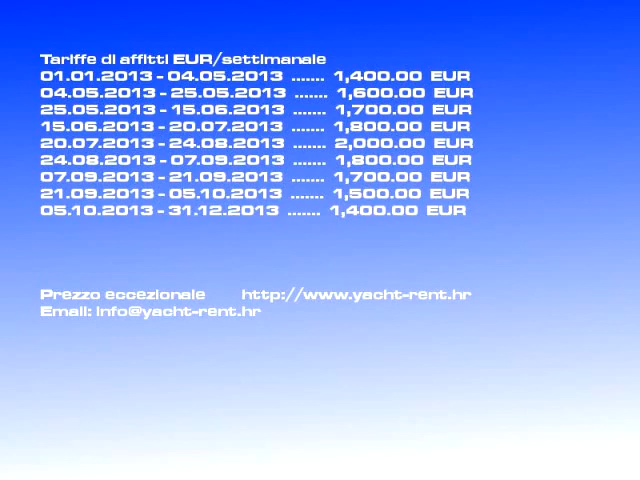 Tariffe di affitti EUR/settimanale
01.01.2013 - 04.05.2013 ....... 1,400.00 EUR
04.05.2013 - 25.05.2013 ....... 1,600.00 EUR
25.05.2013 - 15.06.2013 ....... 1,700.00 EUR
15.06.2013 - 20.07.2013 ....... 1,800.00 EUR
20.07.2013 - 24.08.2013 ....... 2,000.00 EUR
24.08.2013 - 07.09.2013 ....... 1,800.00 EUR
07.09.2013 - 21.09.2013 ....... 1,700.00 EUR
21.09.2013 - 05.10.2013 ....... 1,500.00 EUR
05.10.2013 - 31.12.2013 ....... 1,400.00 EUR
Prezzo eccezionale http://www.yacht-rent.hr
Email: info@yacht-rent.hr